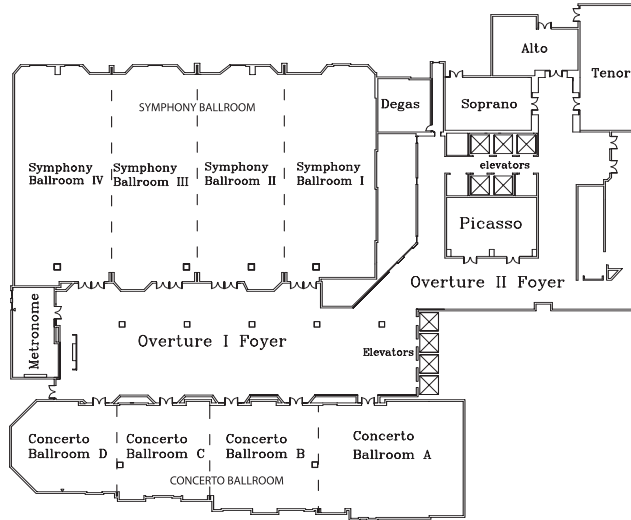 Alto
Tenor
Degas
Soprano
SYMPHONY BALLROOM
elevators
Symphony
Ballroom IV
Symphony
Ballroom III
Symphony
Ballroom II
Symphony
Ballroom I
Picasso
Overture II Foyer
Metronome
Overture I Foyer
Elevators
Concerto
Ballroom D
Concerto
Ballroom C
Concerto
Ballroom B
Concerto
Ballroom A
CONCERTO BALLROOM